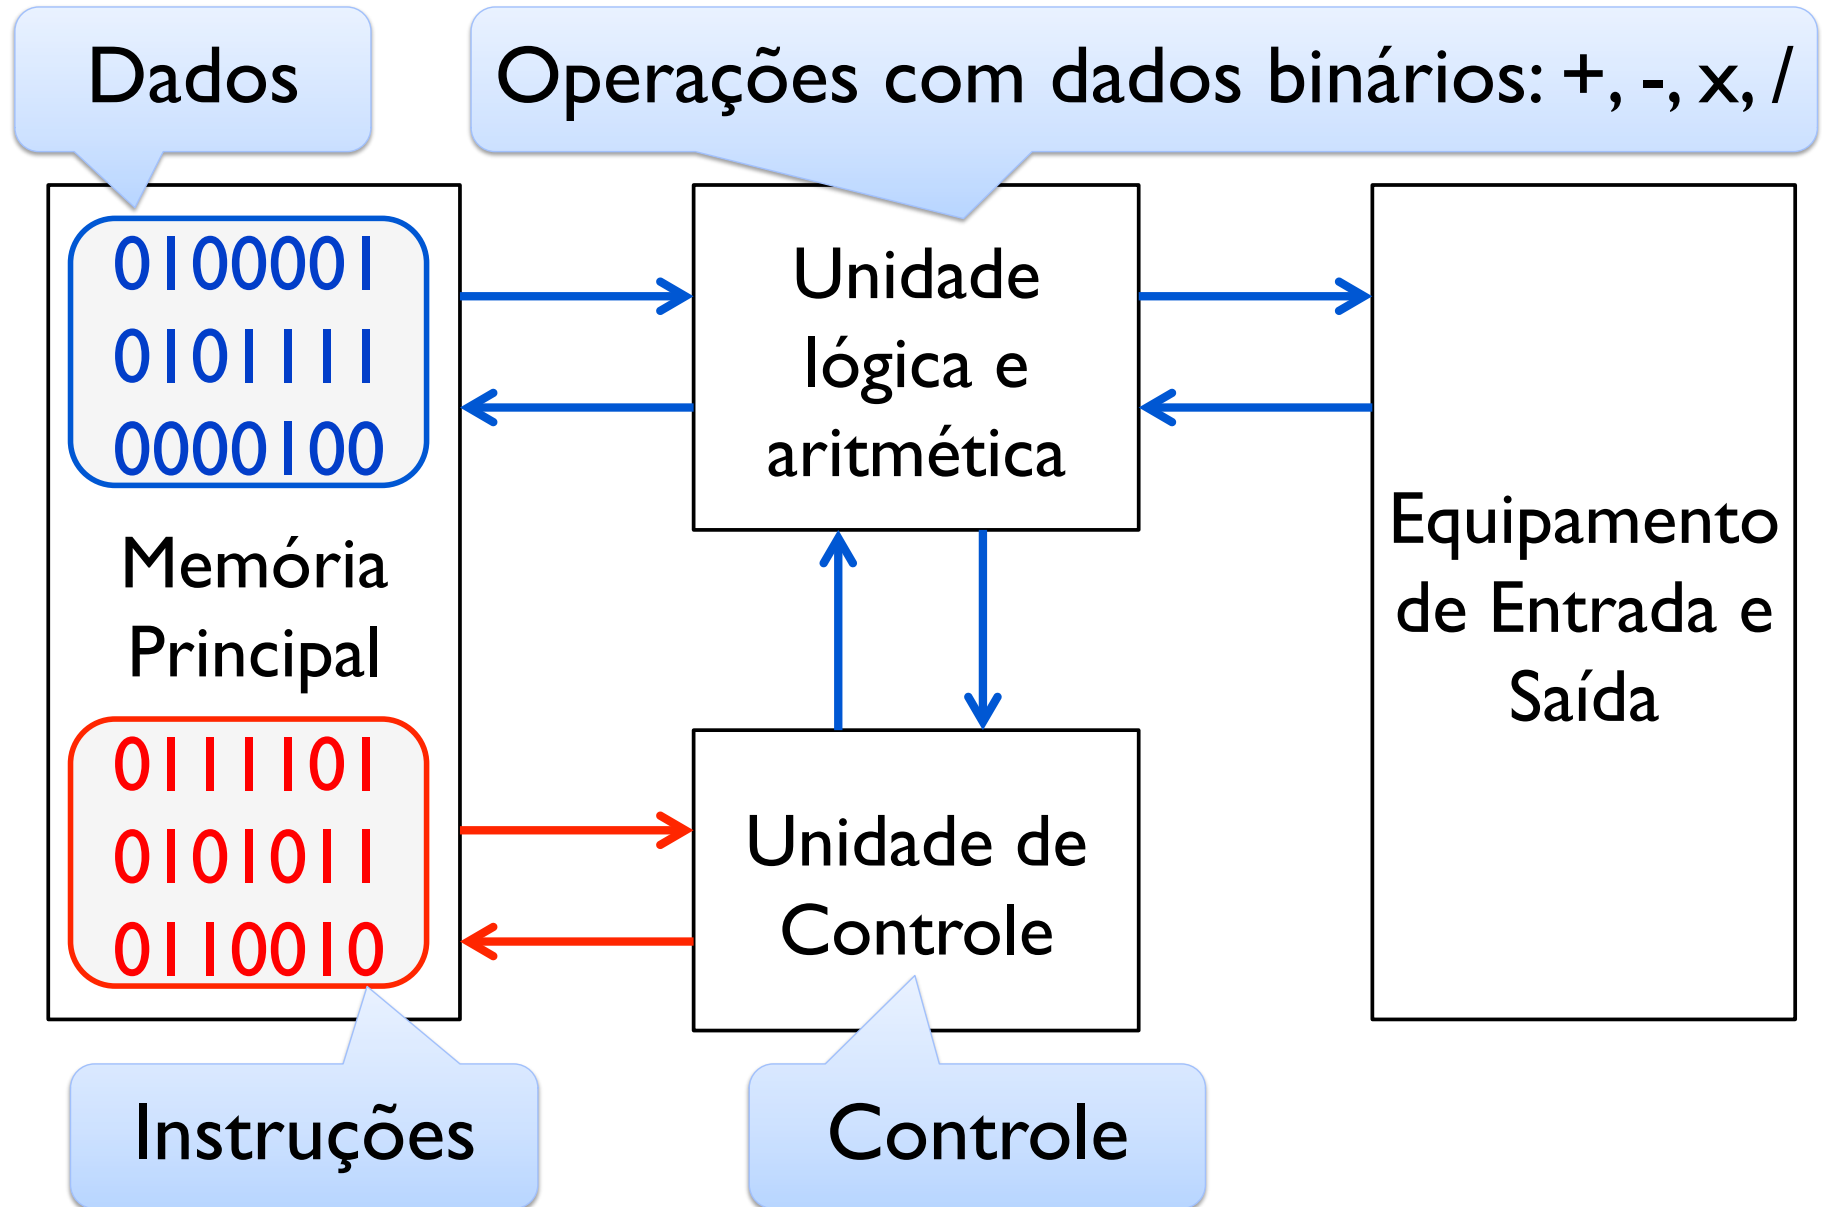 Dados
Operações com dados binários: +, -, x, /
0100001
0101111
0000100
Memória
Principal
0111101
0101011
0110010
Instruções
Unidade
lógica e
aritmética
Unidade de
Controle
Controle
Equipamento
de Entrada e
Saída